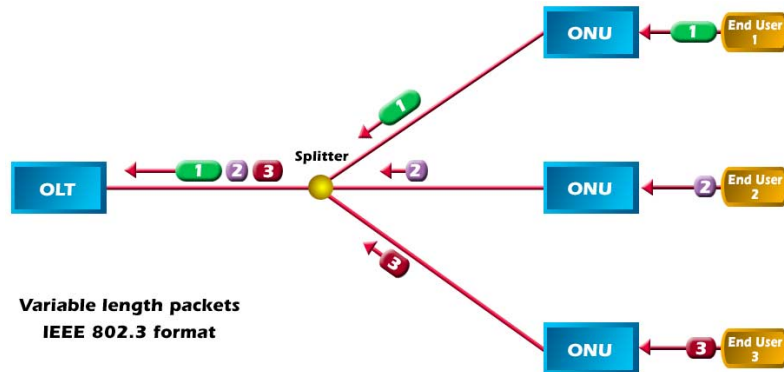 ONU
1
End User
1
1
Splitter
1 2 3
OLT
2
ONU
2
End User
2
3
Variable length packets
IEEE 802.3 format
ONU
3
End User
3